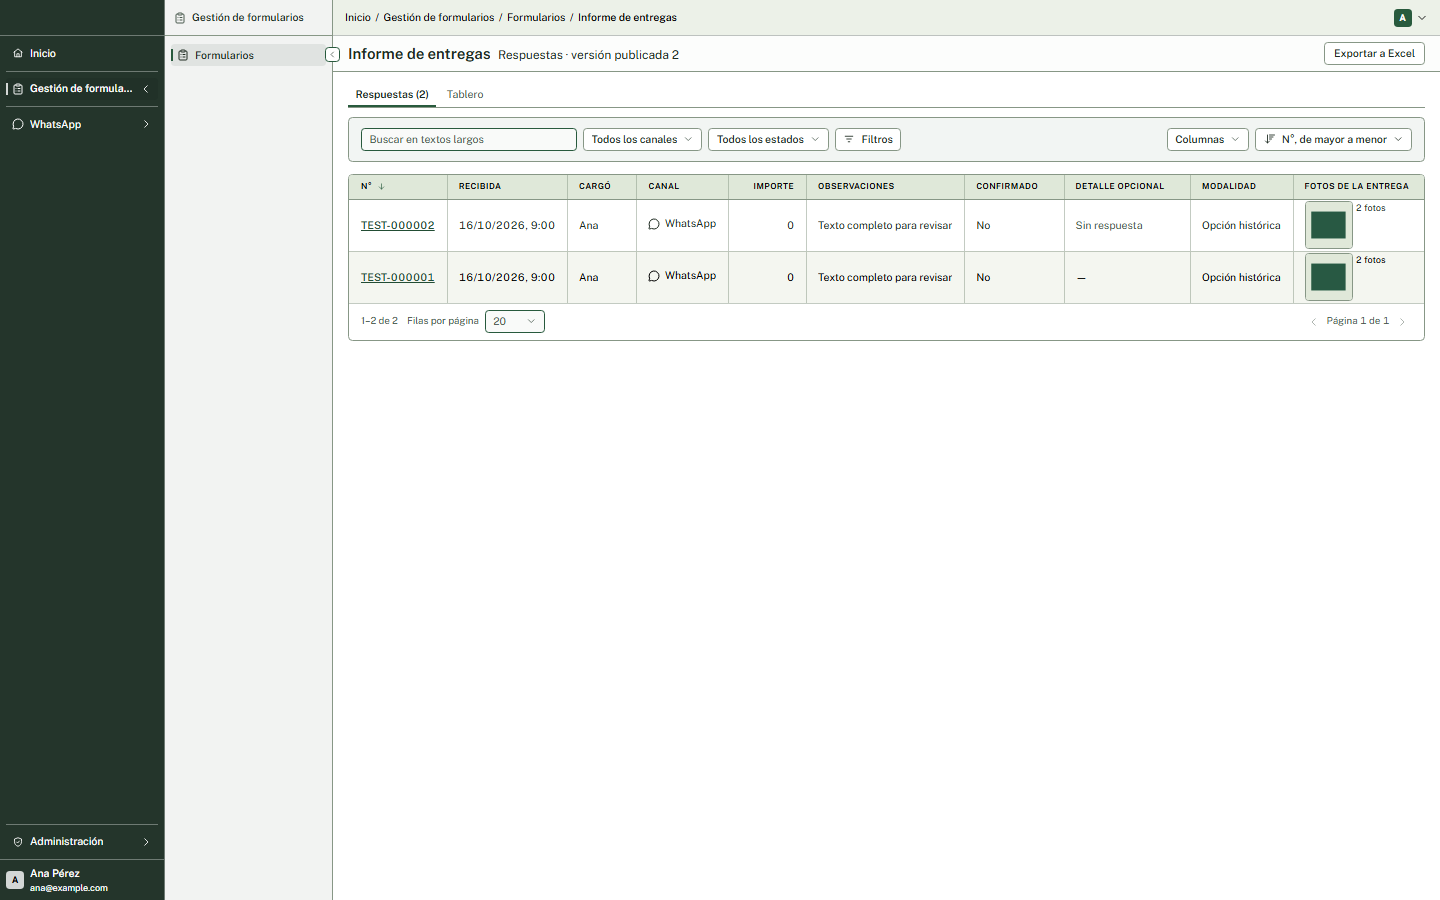 Gestión de formularios
Inicio / Gestión de formularios / Formularios / Informe de entregas
A
Inicio
Gestión de formula...
WhatsApp
Formularios
Informe de entregas Respuestas · versión publicada 2
Exportar a Excel
Respuestas (2) Tablero
Buscar en textos largos Todos los canales Todos los estados Filtros Columnas N°, de mayor a menor
N° ↓ RECIBIDA CARGÓ CANAL IMPORTE OBSERVACIONES CONFIRMADO DETALLE OPCIONAL MODALIDAD FOTOS DE LA ENTREGA
TEST-000002 16/10/2026, 9:00 Ana WhatsApp 0 Texto completo para revisar No Sin respuesta Opción histórica 2 fotos
TEST-000001 16/10/2026, 9:00 Ana WhatsApp 0 Texto completo para revisar No — Opción histórica 2 fotos
1–2 de 2 Filas por página 20 Página 1 de 1
Administración
A
Ana Pérez
ana@example.com